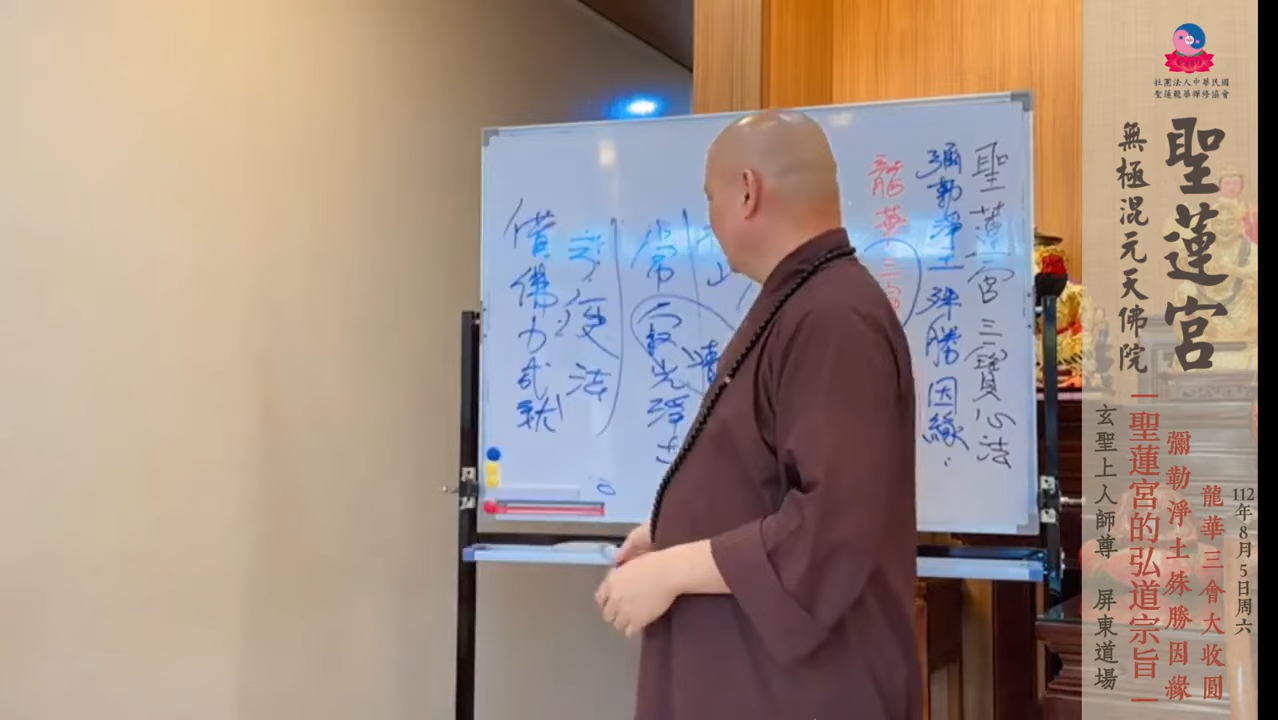 社團法人中華民國
聖蓮龍華禪修協會
聖蓮宮
無極混元天佛院
112年8月5日周六
龍華三會大收圓
彌勒淨土殊勝因緣
聖蓮宮的弘道宗旨
玄聖上人師尊 屏東道場
聖蓮宮三寶心法
彌勒淨土殊勝因緣.
龍華三會
常寂光淨土
方便法
借佛力成就